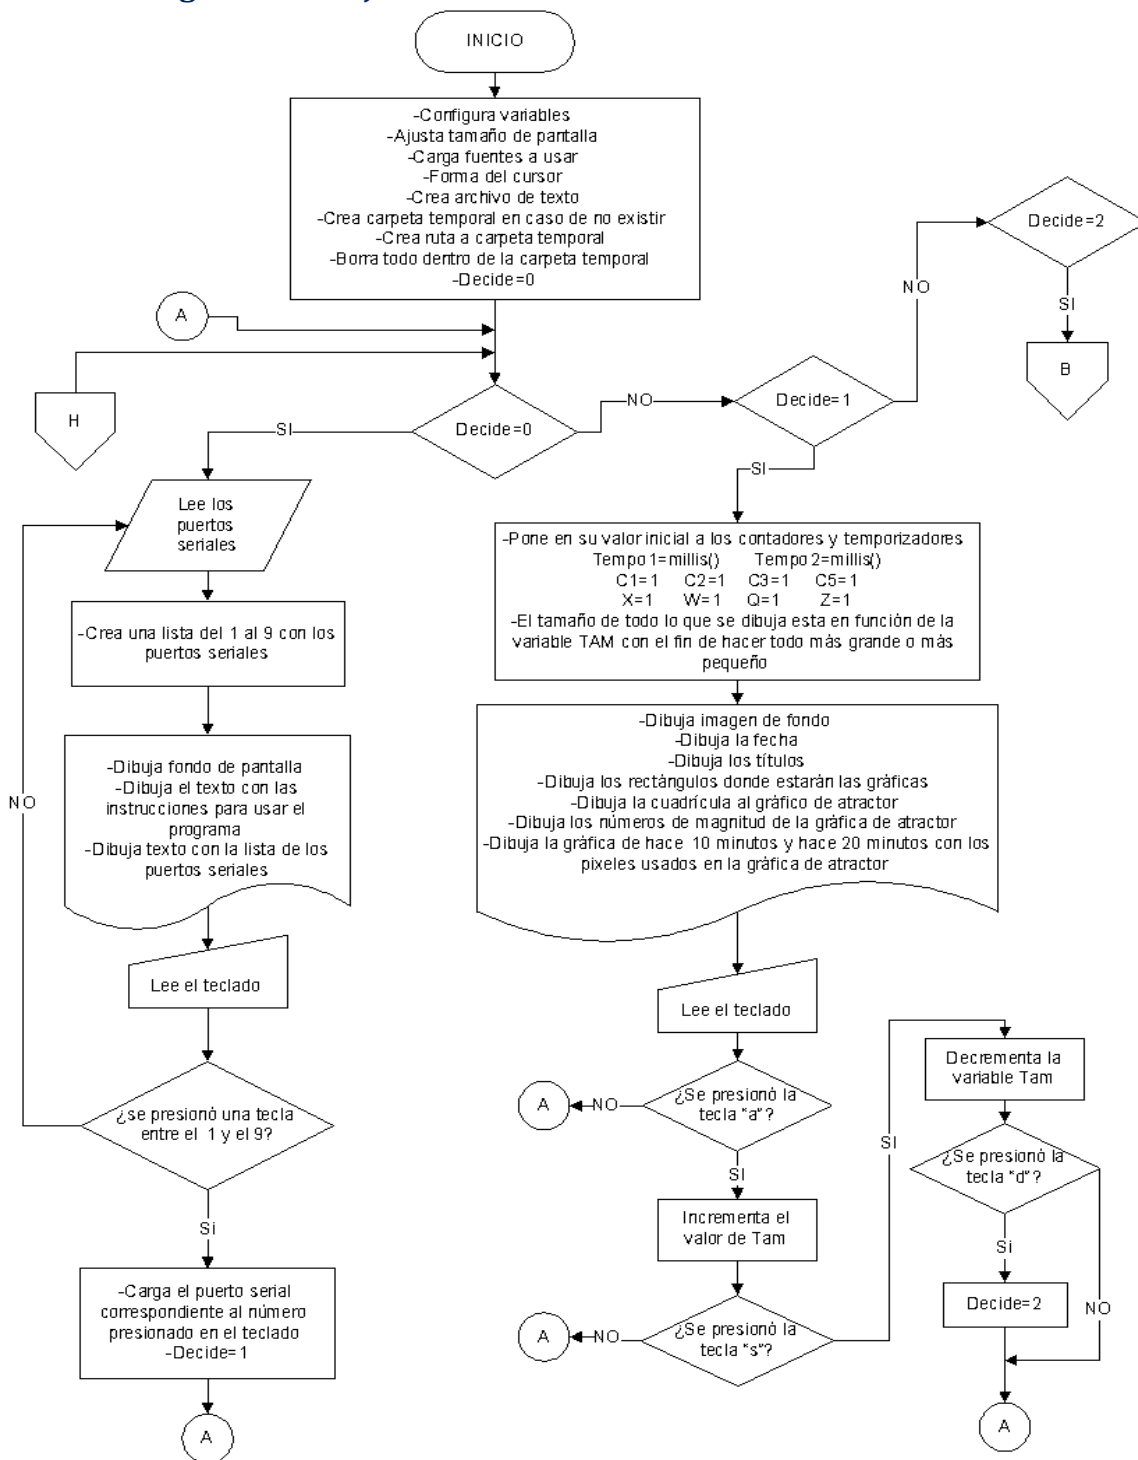 INICIO
-Configura variables
-Ajusta tamaño de pantalla
-Carga fuentes a usar
-Forma del cursor
-Crea archivo de texto
-Crea carpeta temporal en caso de no existir
-Crea ruta a carpeta temporal
-Borra todo dentro de la carpeta temporal
-Decide=0
A
H
Decide=0
NO
Decide=1
NO
Decide=2
SI
B
SI
Lee los
puertos
seriales
-Crea una lista del 1 al 9 con los
puertos seriales
-Dibuja fondo de pantalla
-Dibuja el texto con las
instrucciones para usar el
programa
-Dibuja texto con la lista de los
puertos seriales
NO
Lee el teclado
¿se presionó una tecla
entre el 1 y el 9?
Si
-Carga el puerto serial
correspondiente al número
presionado en el teclado
-Decide=1
A
SI
-Pone en su valor inicial a los contadores y temporizadores
Tempo1=millis() Tempo2=millis()
C1=1 C2=1 C3=1 C5=1
X=1 W=1 Q=1 Z=1
-El tamaño de todo lo que se dibuja esta en función de la
variable TAM con el fin de hacer todo más grande o más
pequeño
-Dibuja imagen de fondo
-Dibuja la fecha
-Dibuja los títulos
-Dibuja los rectángulos donde estarán las gráficas
-Dibuja la cuadrícula al gráfico de atractor
-Dibuja los números de magnitud de la gráfica de atractor
-Dibuja la gráfica de hace 10 minutos y hace 20 minutos con los
pixeles usados en la gráfica de atractor
Lee el teclado
¿Se presionó la
tecla "a"?
NO
A
SI
Incrementa el
valor de Tam
¿Se presionó la
tecla "s"?
NO
A
SI
Decrementa la
variable Tam
¿Se presionó la
tecla "d"?
Si
NO
Decide=2
A